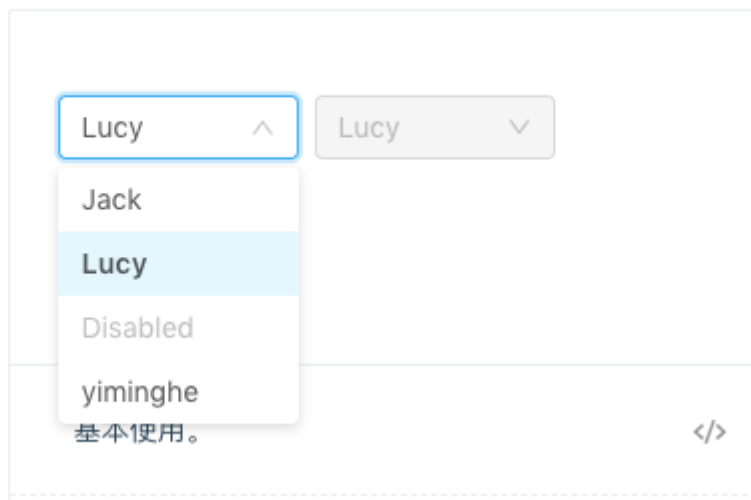 Lucy Lucy
Jack
Lucy
Disabled
yiminghe
基本使用。
</>